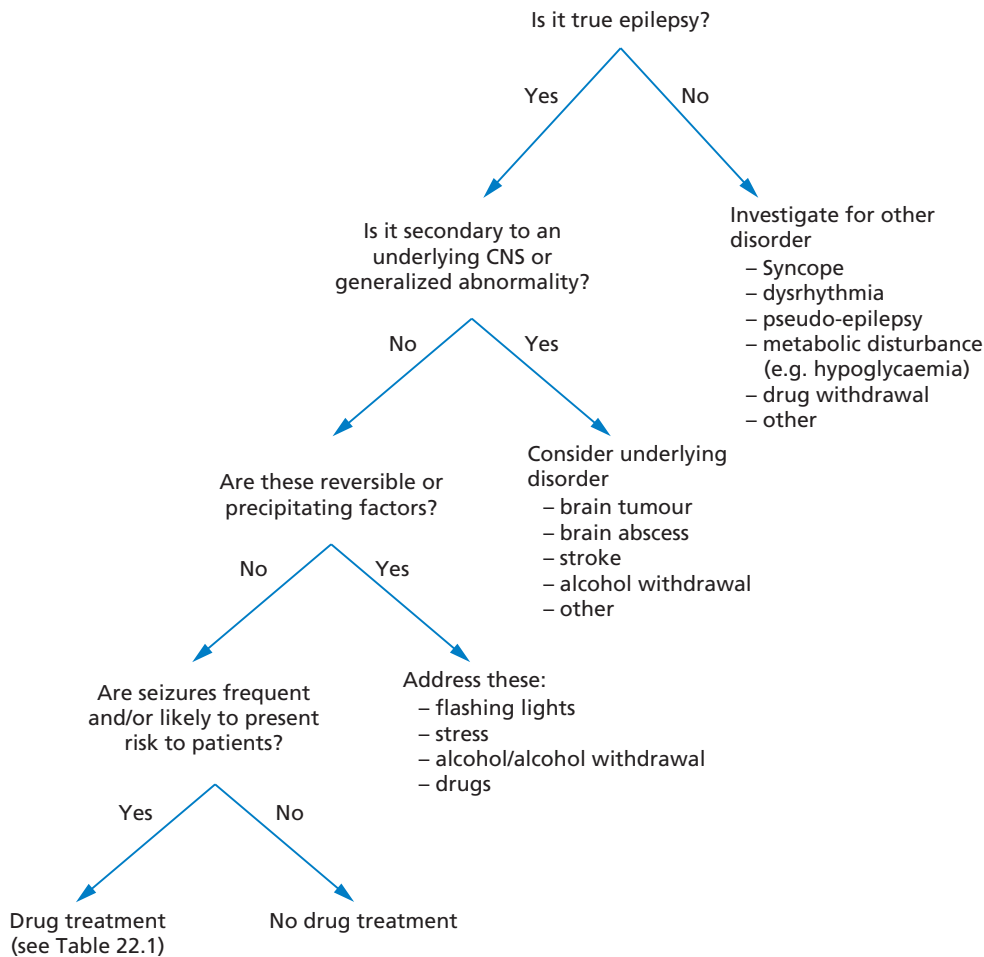 Is it true epilepsy?
Yes
No
Is it secondary to an
underlying CNS or
generalized abnormality?
Investigate for other
disorder
– Syncope
– dysrhythmia
– pseudo-epilepsy
– metabolic disturbance
(e.g. hypoglycaemia)
– drug withdrawal
– other
No
Yes
Are these reversible or
precipitating factors?
Consider underlying
disorder
– brain tumour
– brain abscess
– stroke
– alcohol withdrawal
– other
No
Yes
Are seizures frequent
and/or likely to present
risk to patients?
Address these:
– flashing lights
– stress
– alcohol/alcohol withdrawal
– drugs
Yes
No
Drug treatment
(see Table 22.1)
No drug treatment